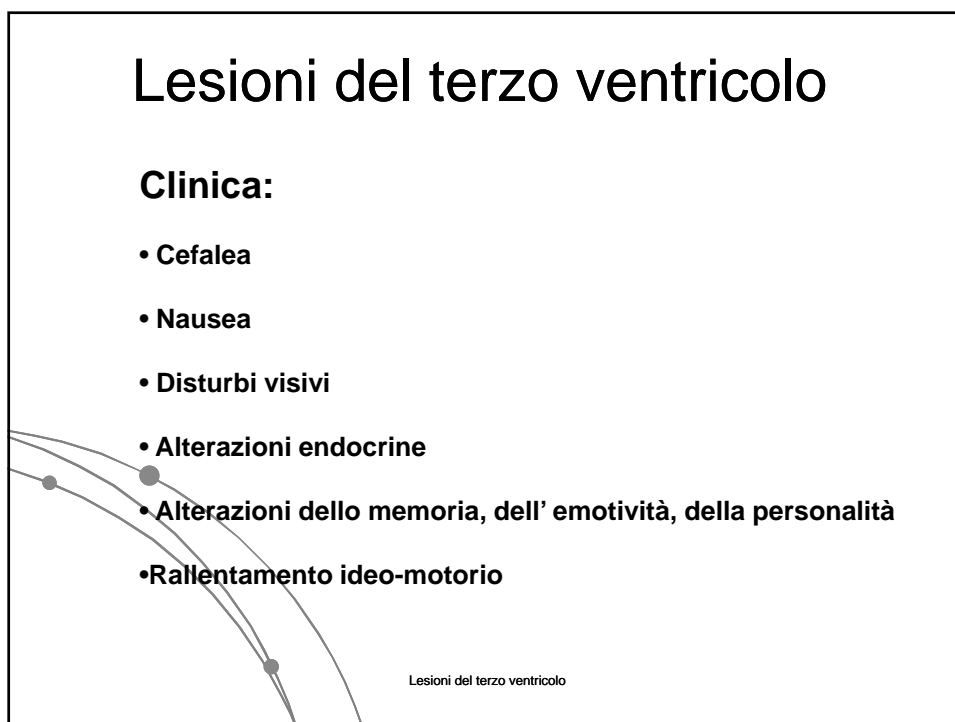 Lesioni del terzo ventricolo
Clinica:
• Cefalea
• Nausea
• Disturbi visivi
• Alterazioni endocrine
• Alterazioni dello memoria, dell’ emotività, della personalità
•Rallentamento ideo-motorio
Lesioni del terzo ventricolo